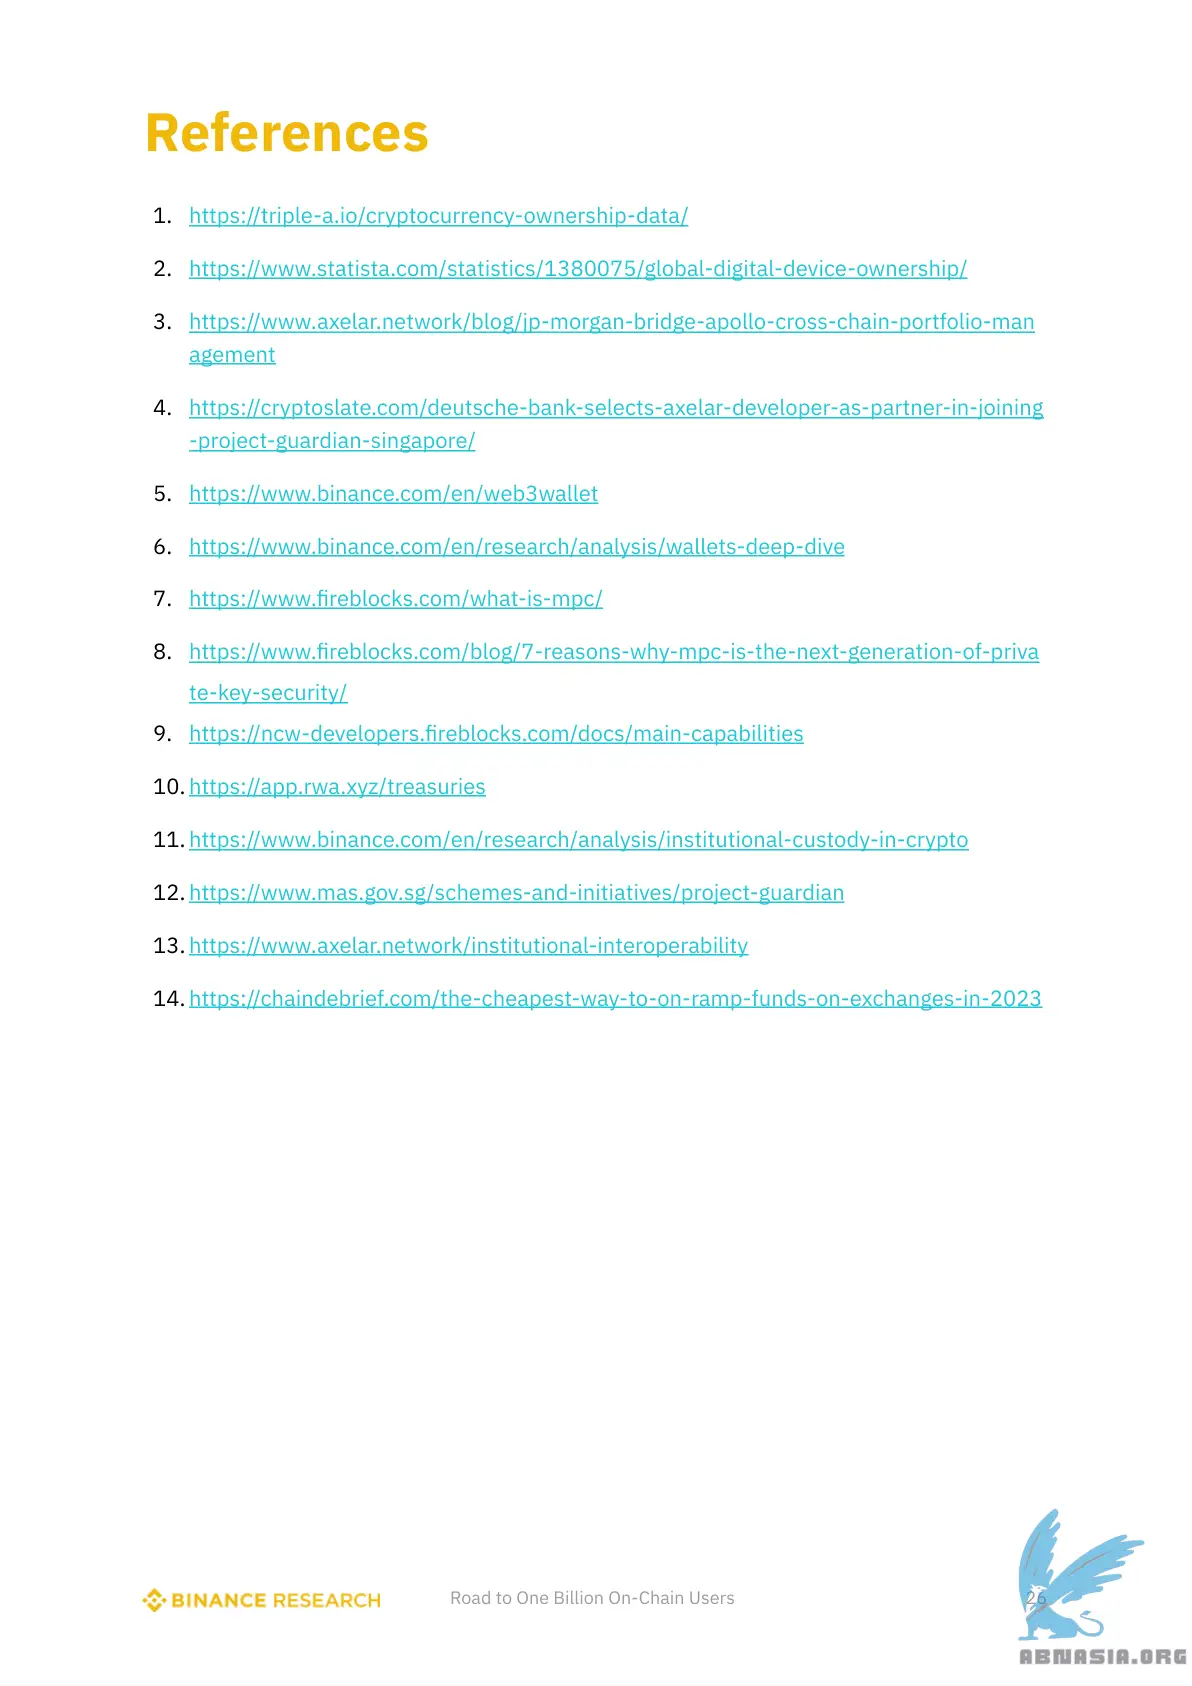 References
1. https://triple-a.io/cryptocurrency-ownership-data/
2. https://www.statista.com/statistics/1380075/global-digital-device-ownership/
3. https://www.axelar.network/blog/jp-morgan-bridge-apollo-cross-chain-portfolio-man
agement
4. https://cryptoslate.com/deutsche-bank-selects-axelar-developer-as-partner-in-joining
-project-guardian-singapore/
5. https://www.binance.com/en/web3wallet
6. https://www.binance.com/en/research/analysis/wallets-deep-dive
7. https://www.fireblocks.com/what-is-mpc/
8. https://www.fireblocks.com/blog/7-reasons-why-mpc-is-the-next-generation-of-priva
te-key-security/
9. https://ncw-developers.fireblocks.com/docs/main-capabilities
10. https://app.rwa.xyz/treasuries
11. https://www.binance.com/en/research/analysis/institutional-custody-in-crypto
12. https://www.mas.gov.sg/schemes-and-initiatives/project-guardian
13. https://www.axelar.network/institutional-interoperability
14. https://chaindebrief.com/the-cheapest-way-to-on-ramp-funds-on-exchanges-in-2023
BINANCE RESEARCH Road to One Billion On-Chain Users 26
ABNASIA.ORG